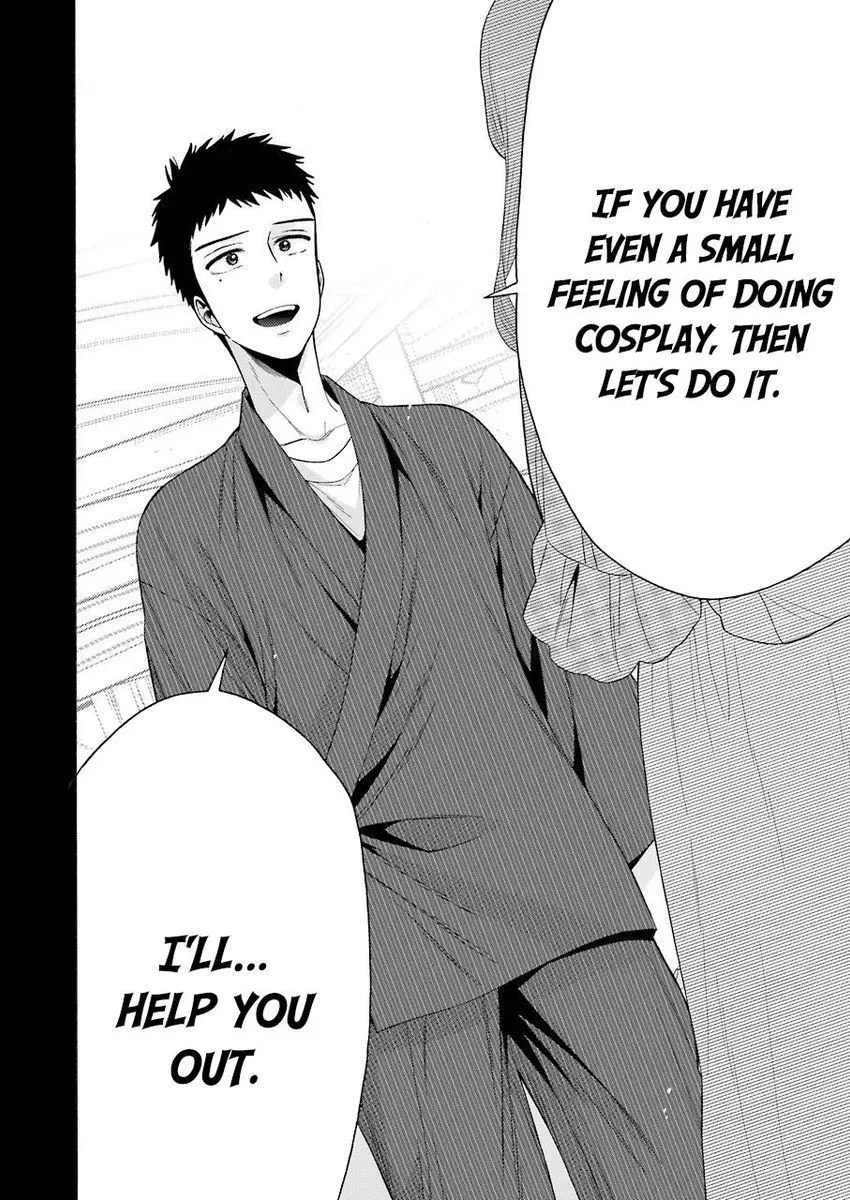 IF YOU HAVE
EVEN A SMALL
FEELING OF DOING
COSPLAY, THEN
LET'S DO IT.
I'LL...
HELP YOU
OUT.